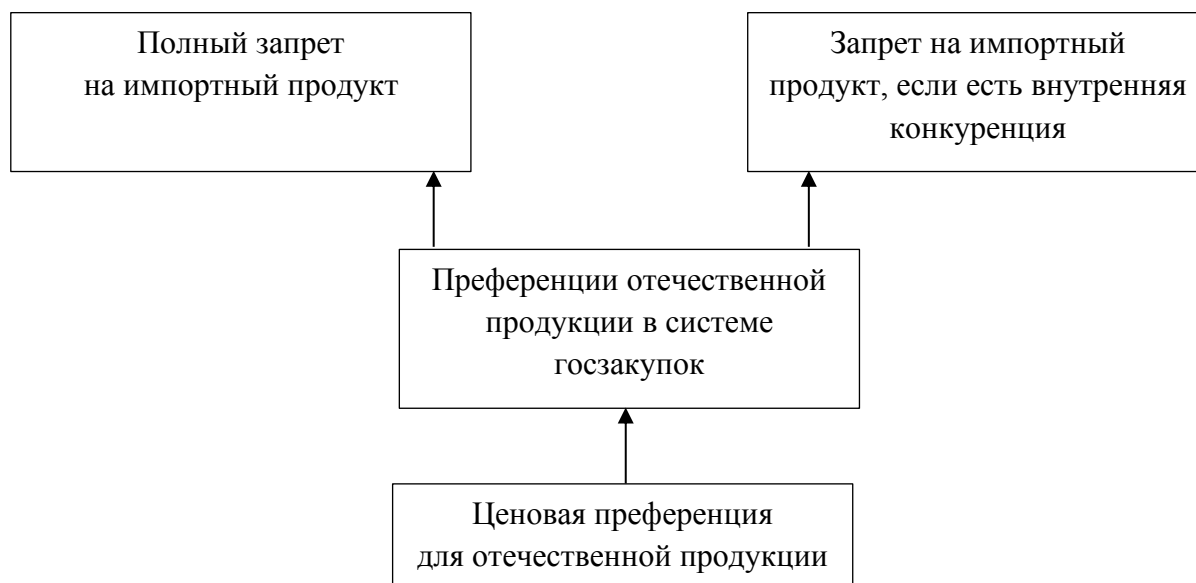 Полный запрет
на импортный продукт
Запрет на импортный
продукт, если есть внутренняя
конкуренция
Преференции отечественной
продукции в системе
госзакупок
Ценовая преференция
для отечественной продукции